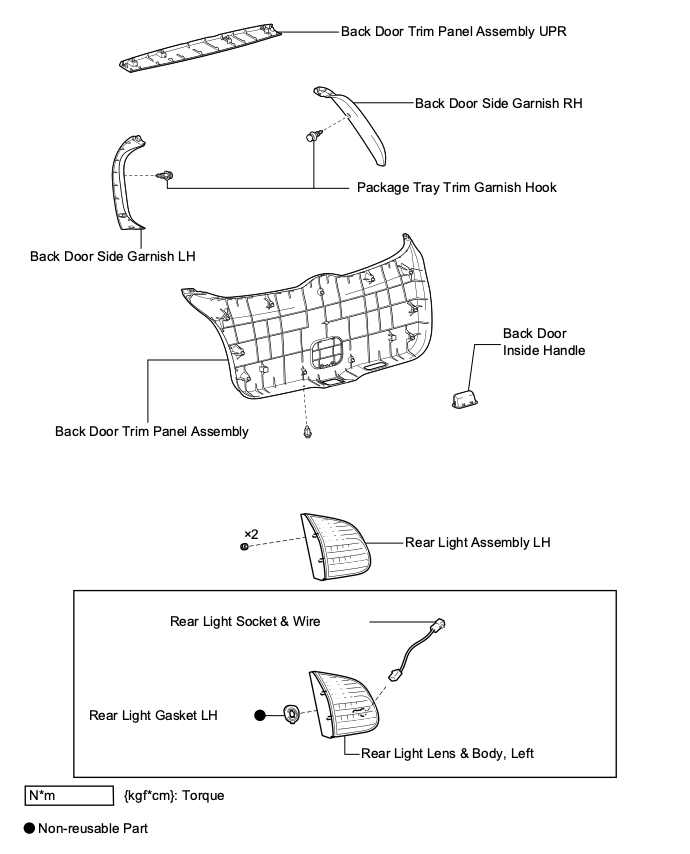 Back Door Trim Panel Assembly UPR
Back Door Side Garnish RH
Package Tray Trim Garnish Hook
Back Door Side Garnish LH
Back Door
Inside Handle
Back Door Trim Panel Assembly
×2
Rear Light Assembly LH
Rear Light Socket & Wire
Rear Light Gasket LH
Rear Light Lens & Body, Left
N*m {kgf*cm}: Torque
Non-reusable Part